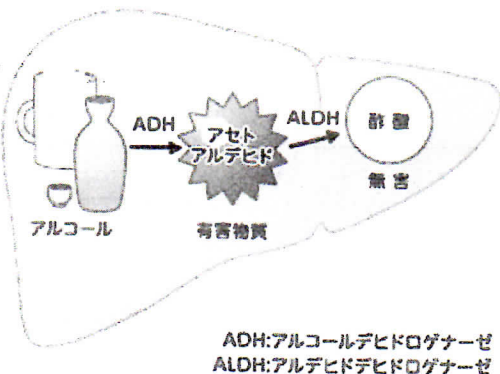 ADH
ALDH
アセト
アルデヒド
酢酸
無害
アルコール
有害物質
ADH:アルコールデヒドロゲナーゼ
ALDH:アルデヒドデヒドロゲナーゼ